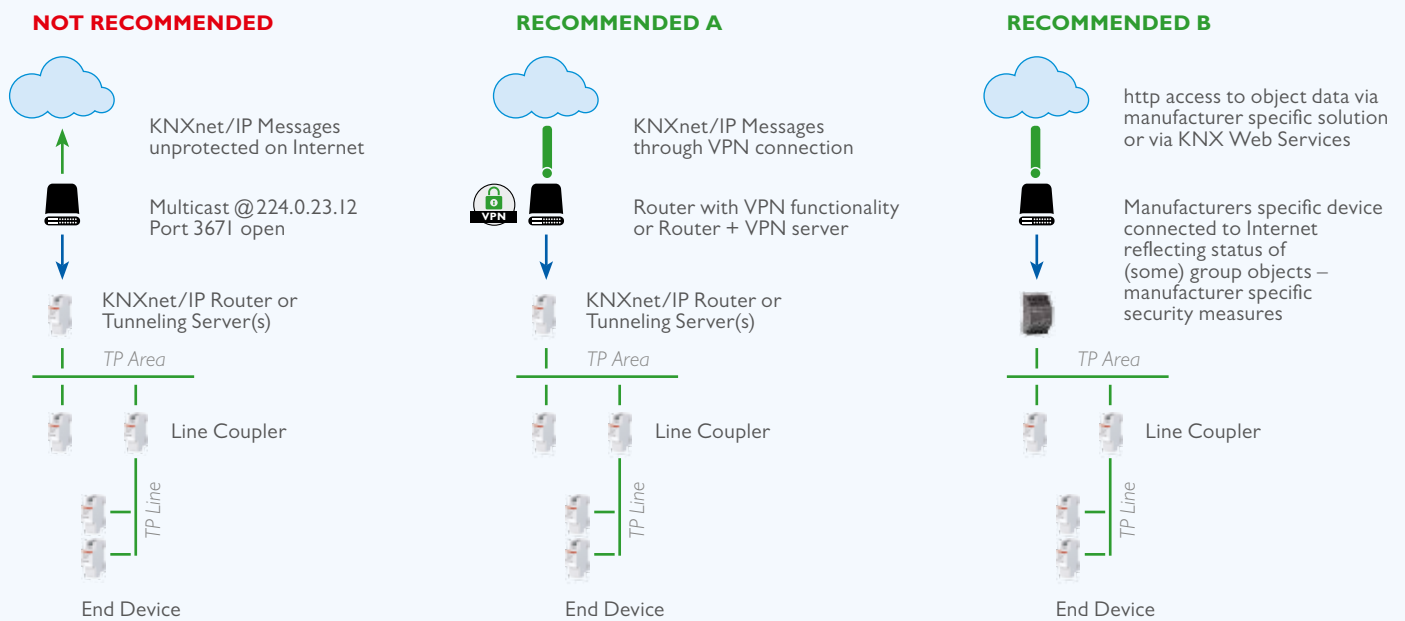 NOT RECOMMENDED
KNXnet/IP Messages
unprotected on Internet
Multicast @224.0.23.12
Port 3671 open
KNXnet/IP Router or
Tunneling Server(s)
TP Area
Line Coupler
TP Line
End Device
RECOMMENDED A
KNXnet/IP Messages
through VPN connection
VPN
Router with VPN functionality
or Router + VPN server
KNXnet/IP Router or
Tunneling Server(s)
TP Area
Line Coupler
TP Line
End Device
RECOMMENDED B
http access to object data via
manufacturer specific solution
or via KNX Web Services
Manufacturers specific device
connected to Internet
reflecting status of
(some) group objects –
manufacturer specific
security measures
TP Area
Line Coupler
TP Line
End Device